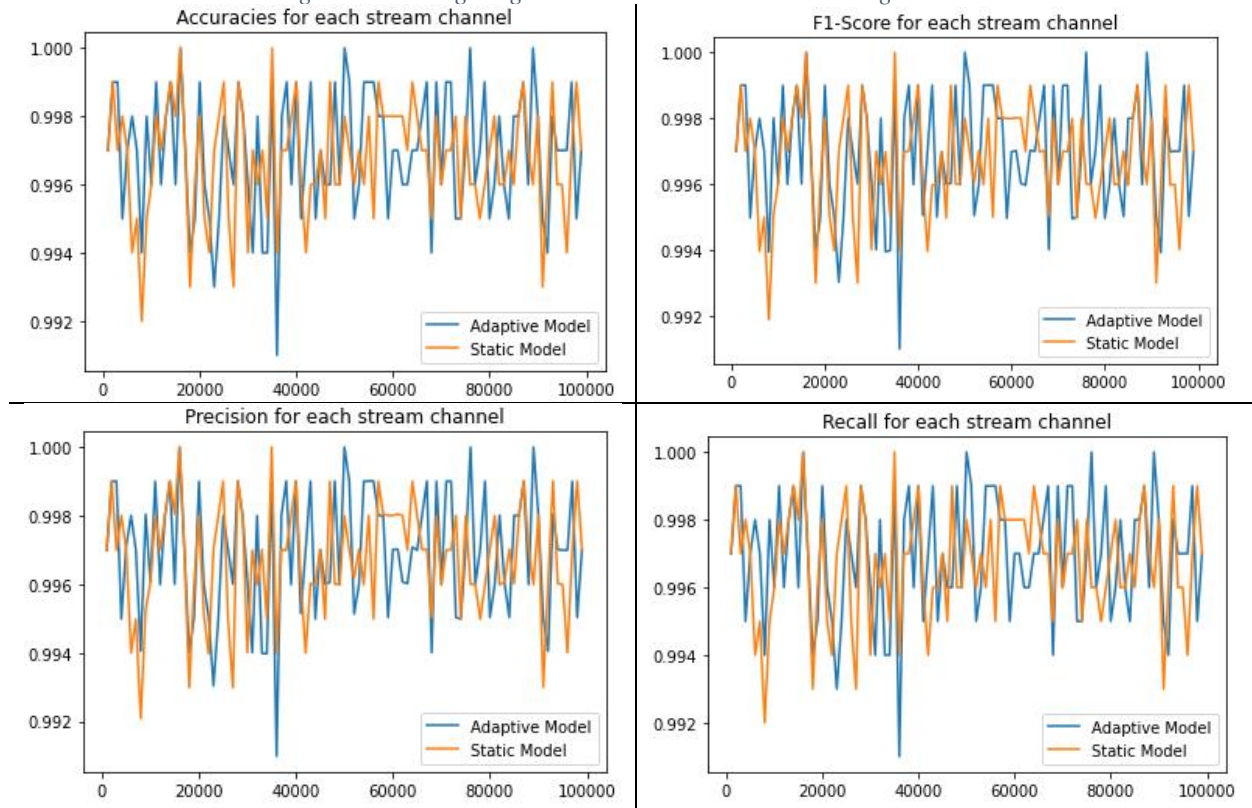 Accuracies for each stream channel
1.000
0.998
0.996
0.994
0.992
Adaptive Model
Static Model
0 20000 40000 60000 80000 100000
F1-Score for each stream channel
1.000
0.998
0.996
0.994
0.992
Adaptive Model
Static Model
0 20000 40000 60000 80000 100000
Precision for each stream channel
1.000
0.998
0.996
0.994
0.992
Adaptive Model
Static Model
0 20000 40000 60000 80000 100000
Recall for each stream channel
1.000
0.998
0.996
0.994
0.992
Adaptive Model
Static Model
0 20000 40000 60000 80000 100000